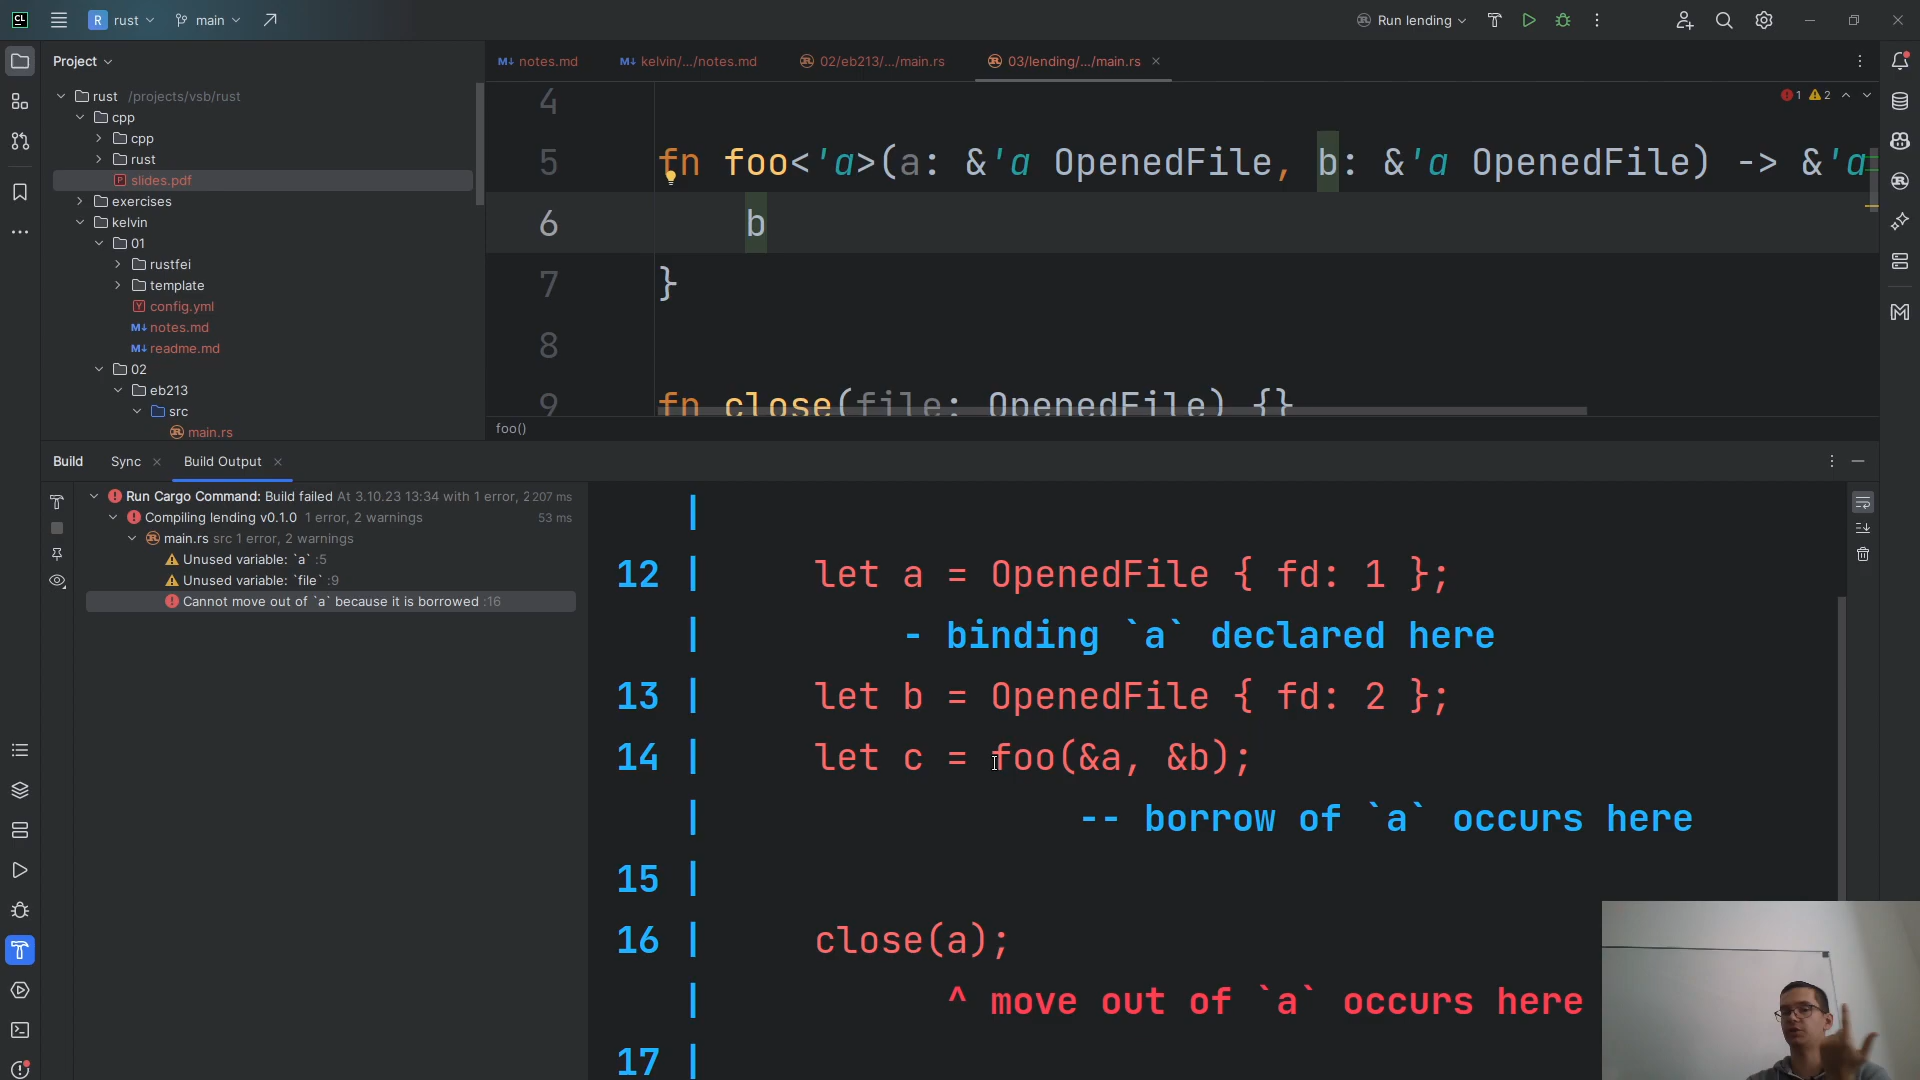 CL
R rust
main
Run lending
Project
rust /projects/vsb/rust
cpp
cpp
rust
slides.pdf
exercises
kelvin
01
rustfei
template
config.yml
notes.md
readme.md
02
eb213
src
main.rs
notes.md
kelvin/.../notes.md
02/eb213/.../main.rs
03/lending/.../main.rs
1 2
4
5 fn foo<'a>(a: &'a OpenedFile, b: &'a OpenedFile) -> &'a
6 b
7 }
8
9 fn close(file: OpenedFile) {}
foo()
Build
Sync
Build Output
Run Cargo Command: Build failed At 3.10.23 13:34 with 1 error, 2 207 ms
Compiling lending v0.1.0 1 error, 2 warnings 53 ms
main.rs src 1 error, 2 warnings
Unused variable: `a` :5
Unused variable: `file` :9
Cannot move out of `a` because it is borrowed :16
|
12 | let a = OpenedFile { fd: 1 };
| - binding `a` declared here
13 | let b = OpenedFile { fd: 2 };
14 | let c = foo(&a, &b);
| -- borrow of `a` occurs here
15 |
16 | close(a);
| ^ move out of `a` occurs here
17 |